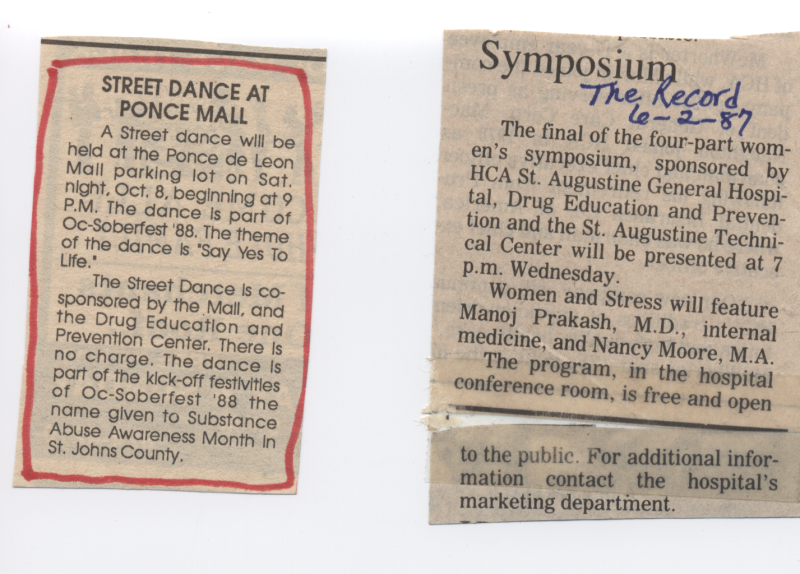 STREET DANCE AT
PONCE MALL
A Street dance will be
held at the Ponce de Leon
Mall parking lot on Sat.
night, Oct. 8, beginning at 9
P.M. The dance is part of
Oc-Soberfest '88. The theme
of the dance is "Say Yes To
Life."
The Street Dance is co-
sponsored by the Mall, and
the Drug Education and
Prevention Center. There is
no charge. The dance is
part of the kick-off festivities
of Oc-Soberfest '88 the
name given to Substance
Abuse Awareness Month in
St. Johns County.
Symposium
The Record
6-2-87
The final of the four-part wom-
en's symposium, sponsored by
HCA St. Augustine General Hospi-
tal, Drug Education and Preven-
tion and the St. Augustine Techni-
cal Center will be presented at 7
p.m. Wednesday.
Women and Stress will feature
Manoj Prakash, M.D., internal
medicine, and Nancy Moore, M.A.
The program, in the hospital
conference room, is free and open
to the public. For additional infor-
mation contact the hospital's
marketing department.